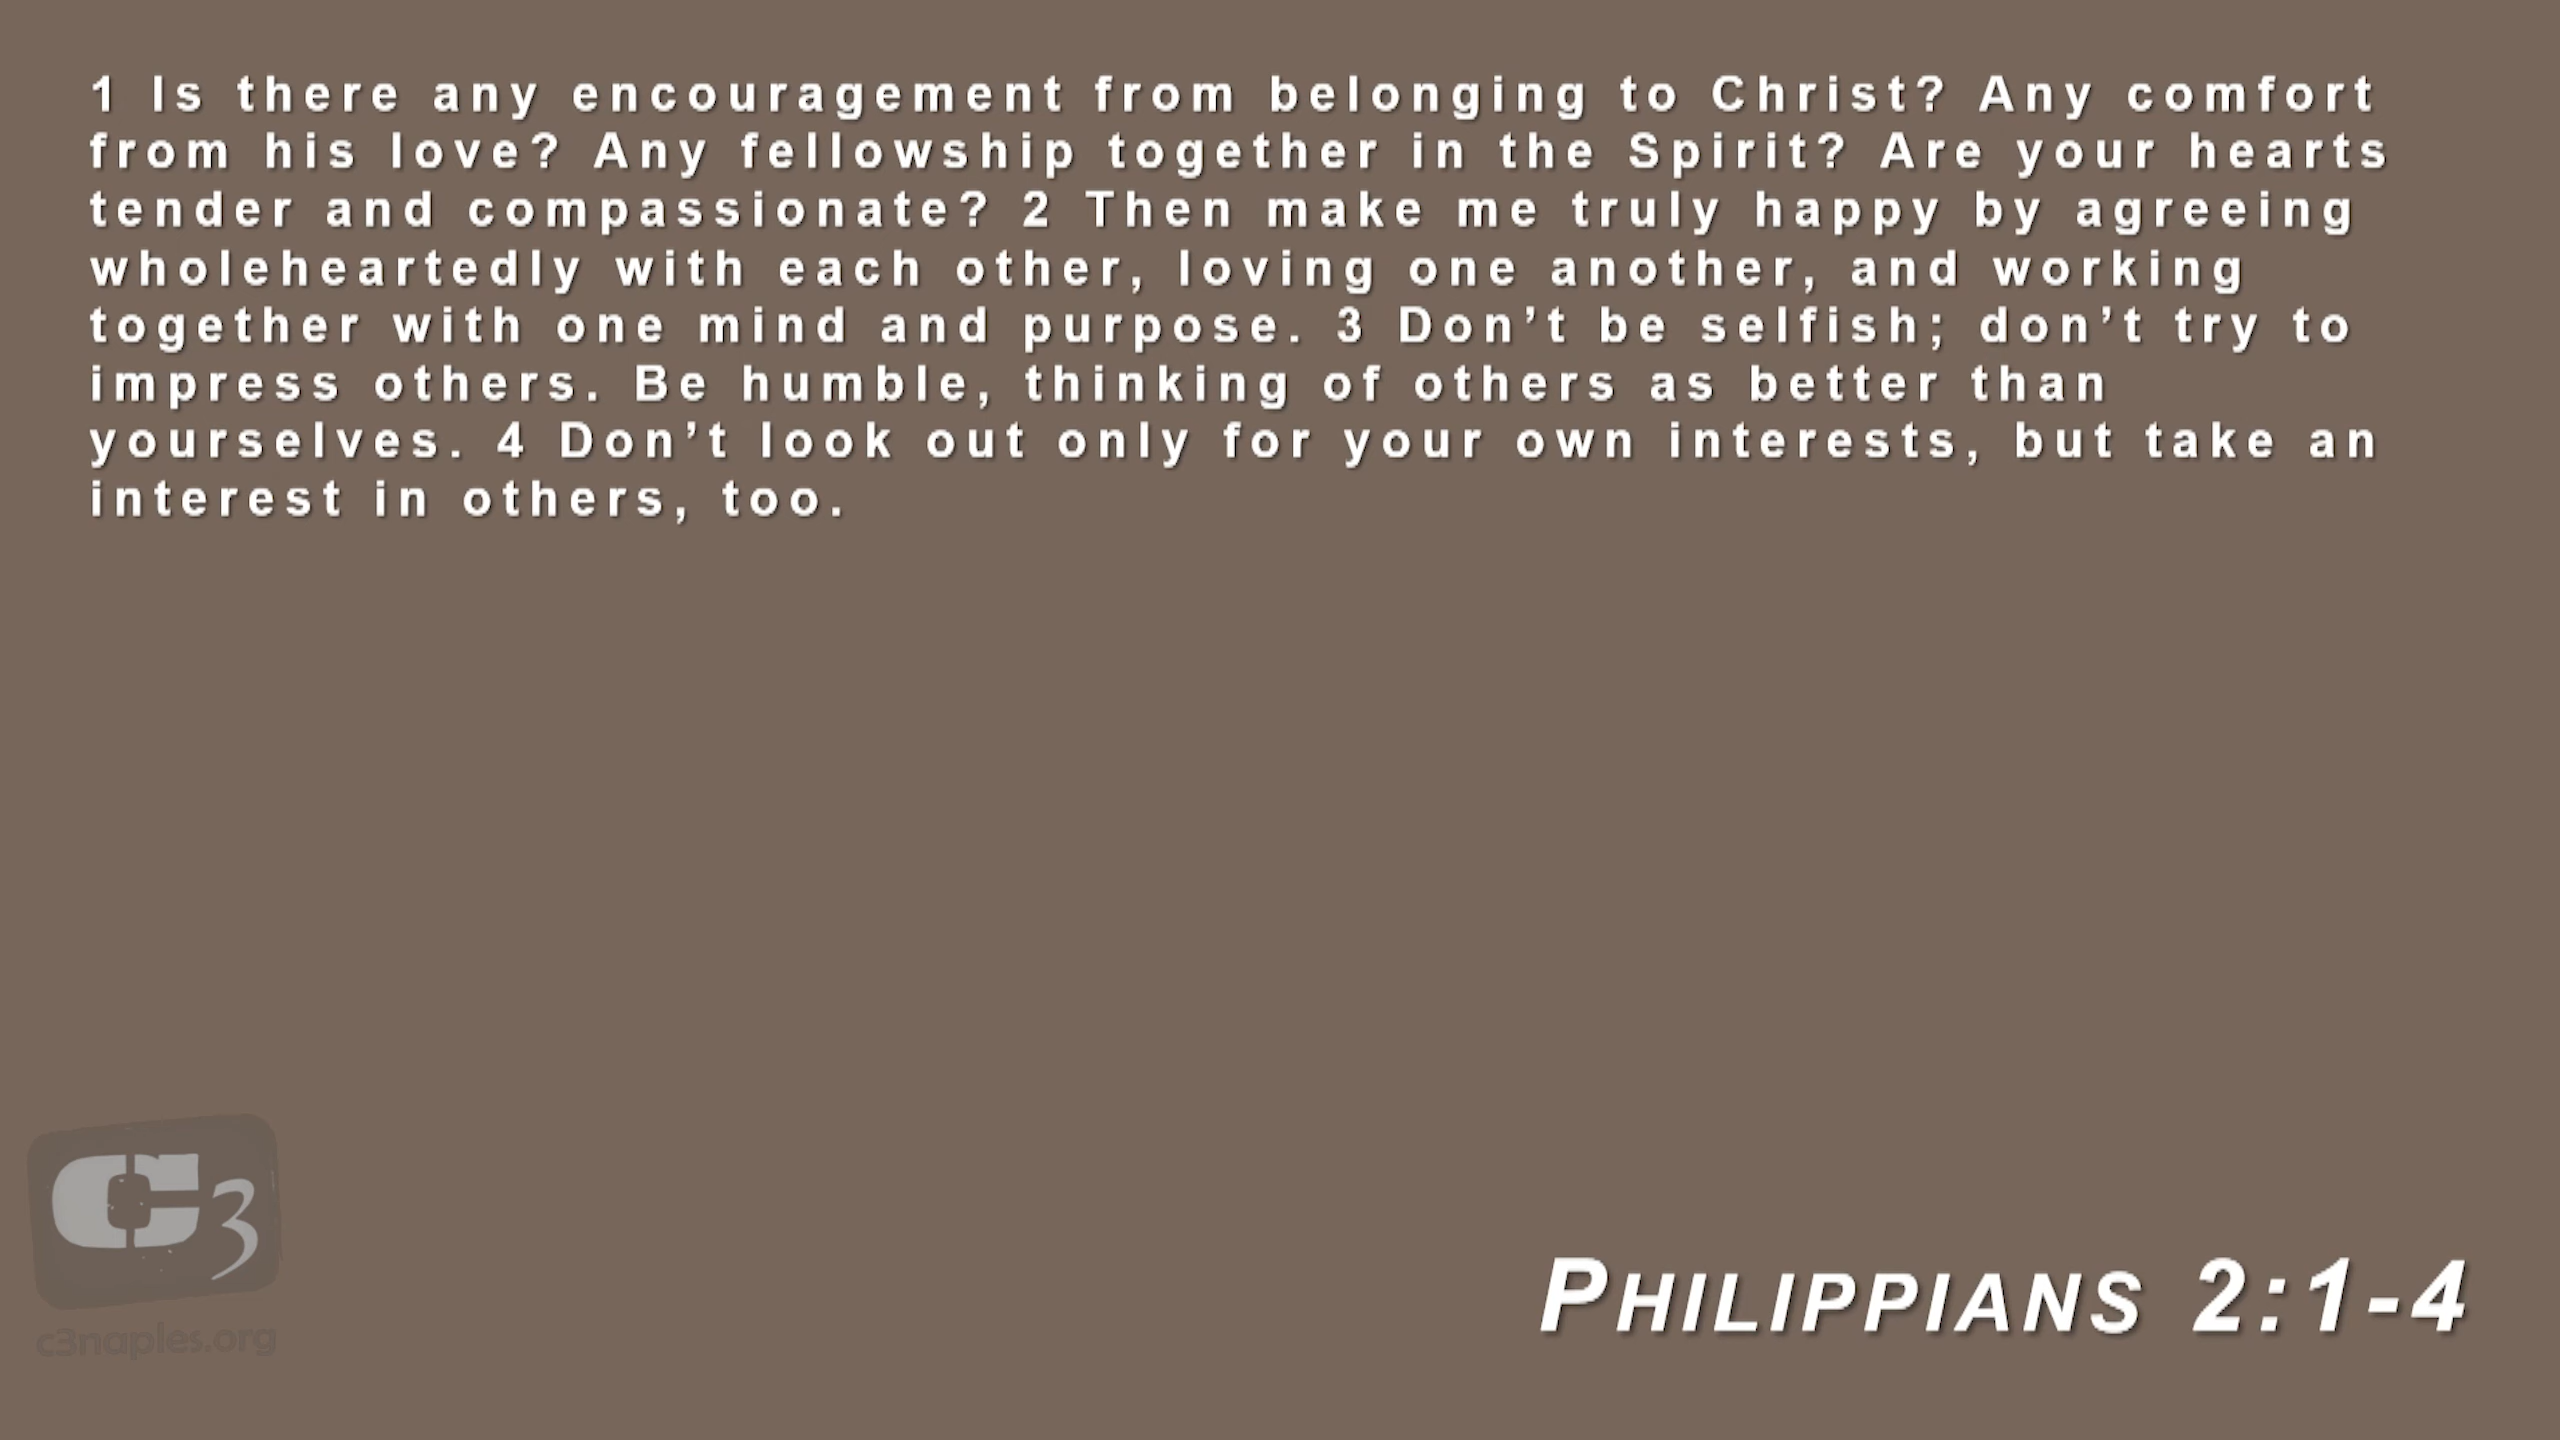 1 Is there any encouragement from belonging to Christ? Any comfort
from his love? Any fellowship together in the Spirit? Are your hearts
tender and compassionate? 2 Then make me truly happy by agreeing
wholeheartedly with each other, loving one another, and working
together with one mind and purpose. 3 Don’t be selfish; don’t try to
impress others. Be humble, thinking of others as better than
yourselves. 4 Don’t look out only for your own interests, but take an
interest in others, too.
C3
c3naples.org
PHILIPPIANS 2:1-4